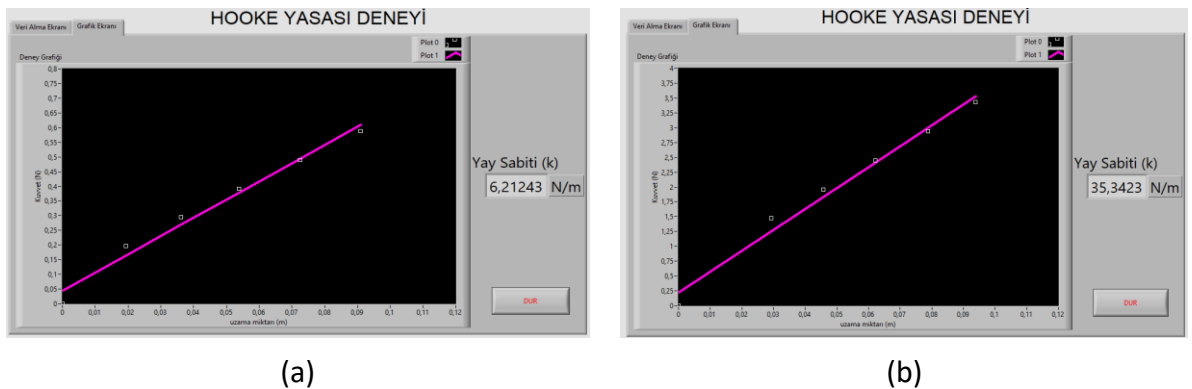 HOOKE YASASI DENEYİ
Veri Alma Ekranı
Grafik Ekranı
Plot 0
Plot 1
Deney Grafiği
0,8
0,75
0,7
0,65
0,6
0,55
0,5
0,45
0,4
0,35
0,3
0,25
0,2
0,15
0,1
0,05
0
Kuvvet (N)
0 0,01 0,02 0,03 0,04 0,05 0,06 0,07 0,08 0,09 0,1 0,11 0,12
uzama miktarı (m)
Yay Sabiti (k)
6,21243 N/m
DUR
(a)
HOOKE YASASI DENEYİ
Veri Alma Ekranı
Grafik Ekranı
Plot 0
Plot 1
Deney Grafiği
4
3,75
3,5
3,25
3
2,75
2,5
2,25
2
1,75
1,5
1,25
1
0,75
0,5
0,25
0
Kuvvet (N)
0 0,01 0,02 0,03 0,04 0,05 0,06 0,07 0,08 0,09 0,1 0,11 0,12
uzama miktarı (m)
Yay Sabiti (k)
35,3423 N/m
DUR
(b)